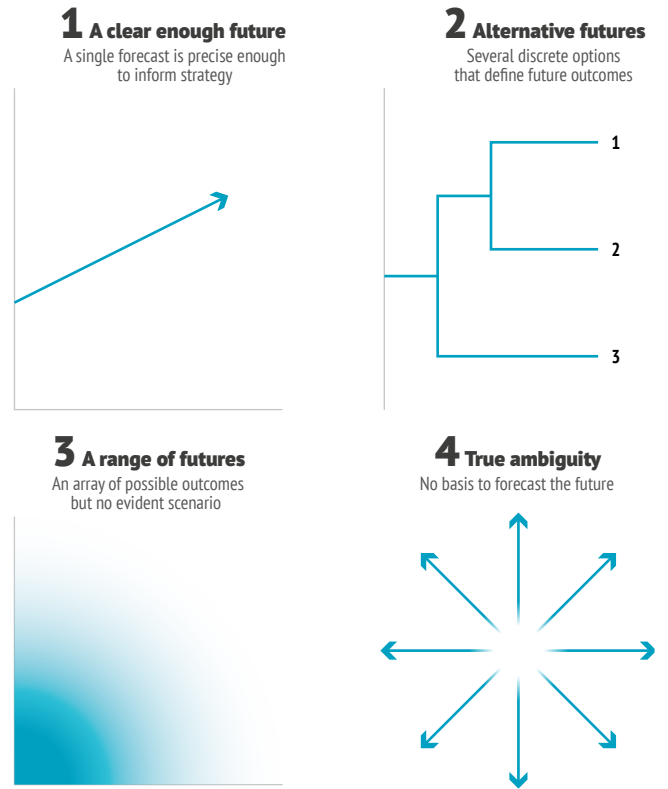 1 A clear enough future
A single forecast is precise enough
to inform strategy
2 Alternative futures
Several discrete options
that define future outcomes
1
2
3
3 A range of futures
An array of possible outcomes
but no evident scenario
4 True ambiguity
No basis to forecast the future